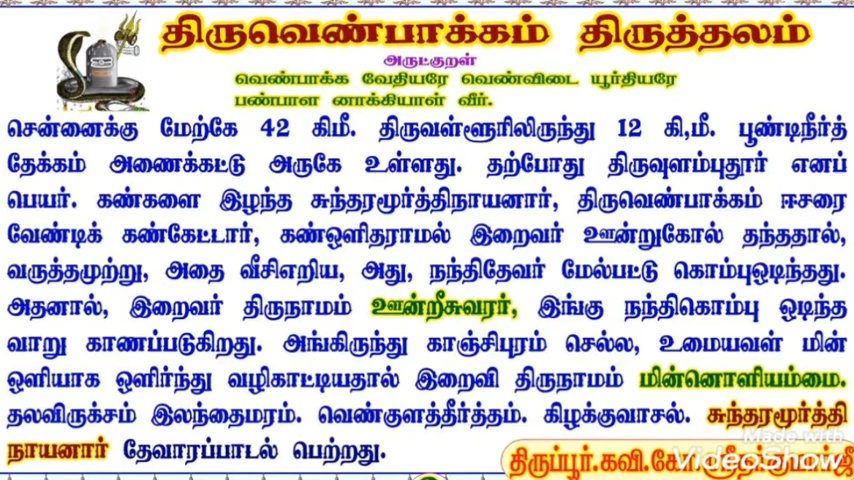 திருவெண்பாக்கம் திருத்தலம்
அருட்குறள்
வெண்பாக்க வேதியரே வெண்விடை யூர்தியரே
பண்பாள னாக்கியாள் வீர்.
சென்னைக்கு மேற்கே 42 கிமீ. திருவள்ளூரிலிருந்து 12 கி,மீ. பூண்டிநீர்த்
தேக்கம் அணைக்கட்டு அருகே உள்ளது. தற்போது திருவுளம்புதூர் எனப்
பெயர். கண்களை இழந்த சுந்தரமூர்த்திநாயனார், திருவெண்பாக்கம் ஈசரை
வேண்டிக் கண்கேட்டார், கண்ஒளிதராமல் இறைவர் ஊன்றுகோல் தந்ததால்,
வருத்தமுற்று, அதை வீசிஎறிய, அது, நந்திதேவர் மேல்பட்டு கொம்புஒடிந்தது.
அதனால், இறைவர் திருநாமம் ஊன்றீசுவரர், இங்கு நந்திகொம்பு ஒடிந்த
வாறு காணப்படுகிறது. அங்கிருந்து காஞ்சிபுரம் செல்ல, உமையவள் மின்
ஒளியாக ஒளிர்ந்து வழிகாட்டியதால் இறைவி திருநாமம் மின்னொளியம்மை.
தலவிருக்சம் இலந்தைமரம். வெண்குளத்தீர்த்தம். கிழக்குவாசல். சுந்தரமூர்த்தி
நாயனார் தேவாரப்பாடல் பெற்றது.
Made with
VideoShow
திருப்பூர்.கவி.கோ.